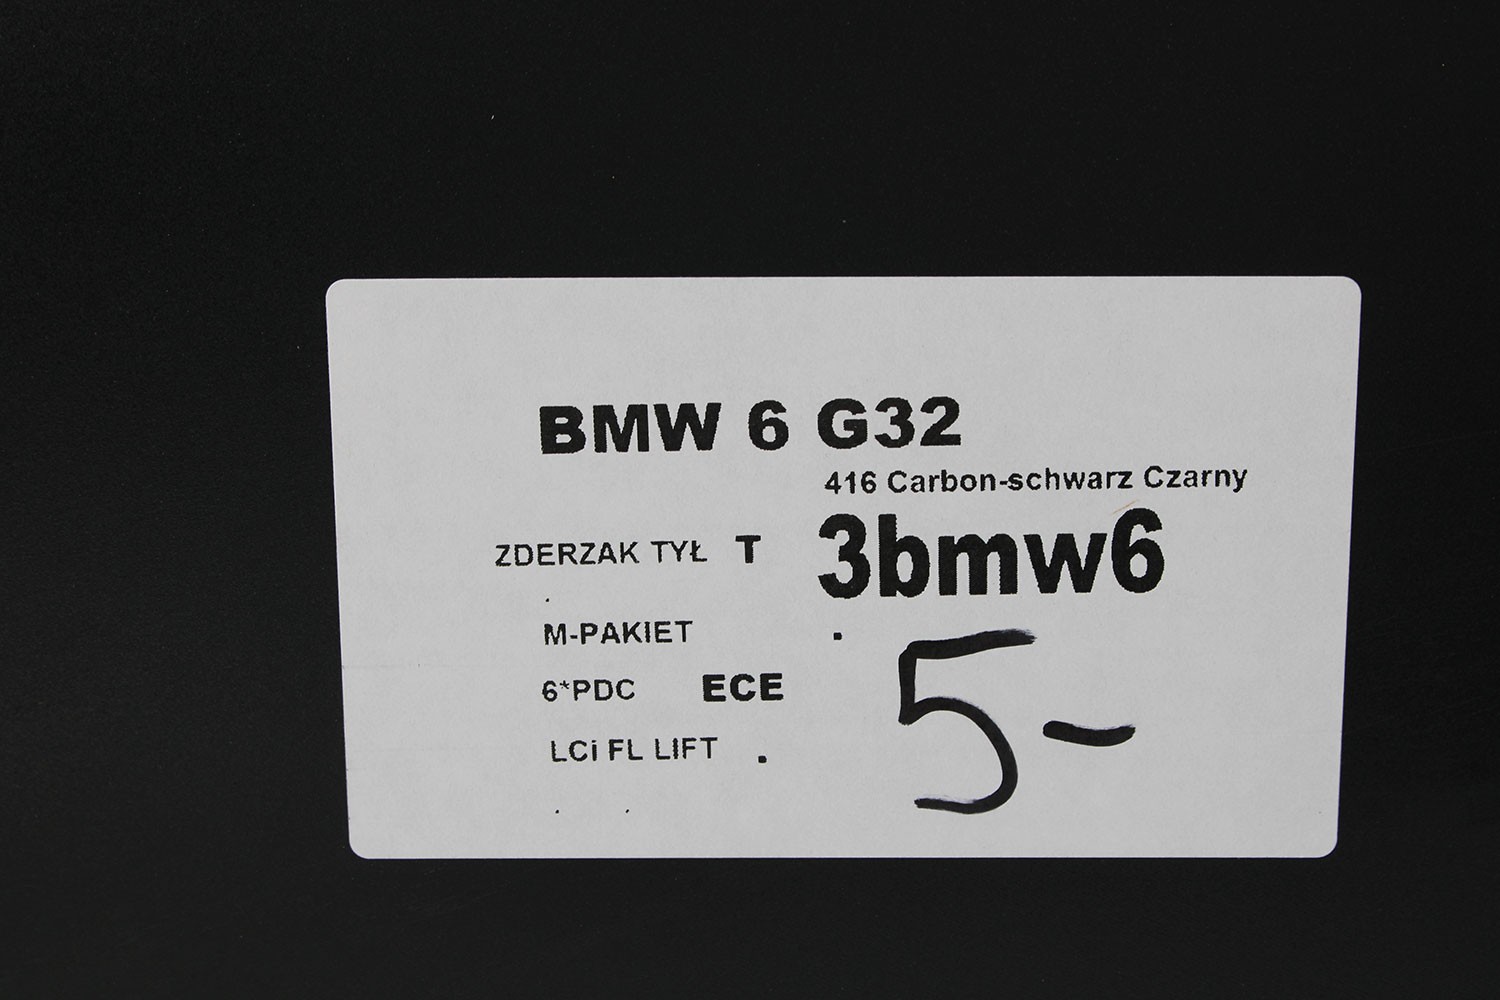 BMW 6 G32
416 Carbon-schwarz Czarny
ZDERZAK TYŁ T 3bmw6
.
M-PAKIET .
6*PDC ECE 5-
LCi FL LIFT .
. .